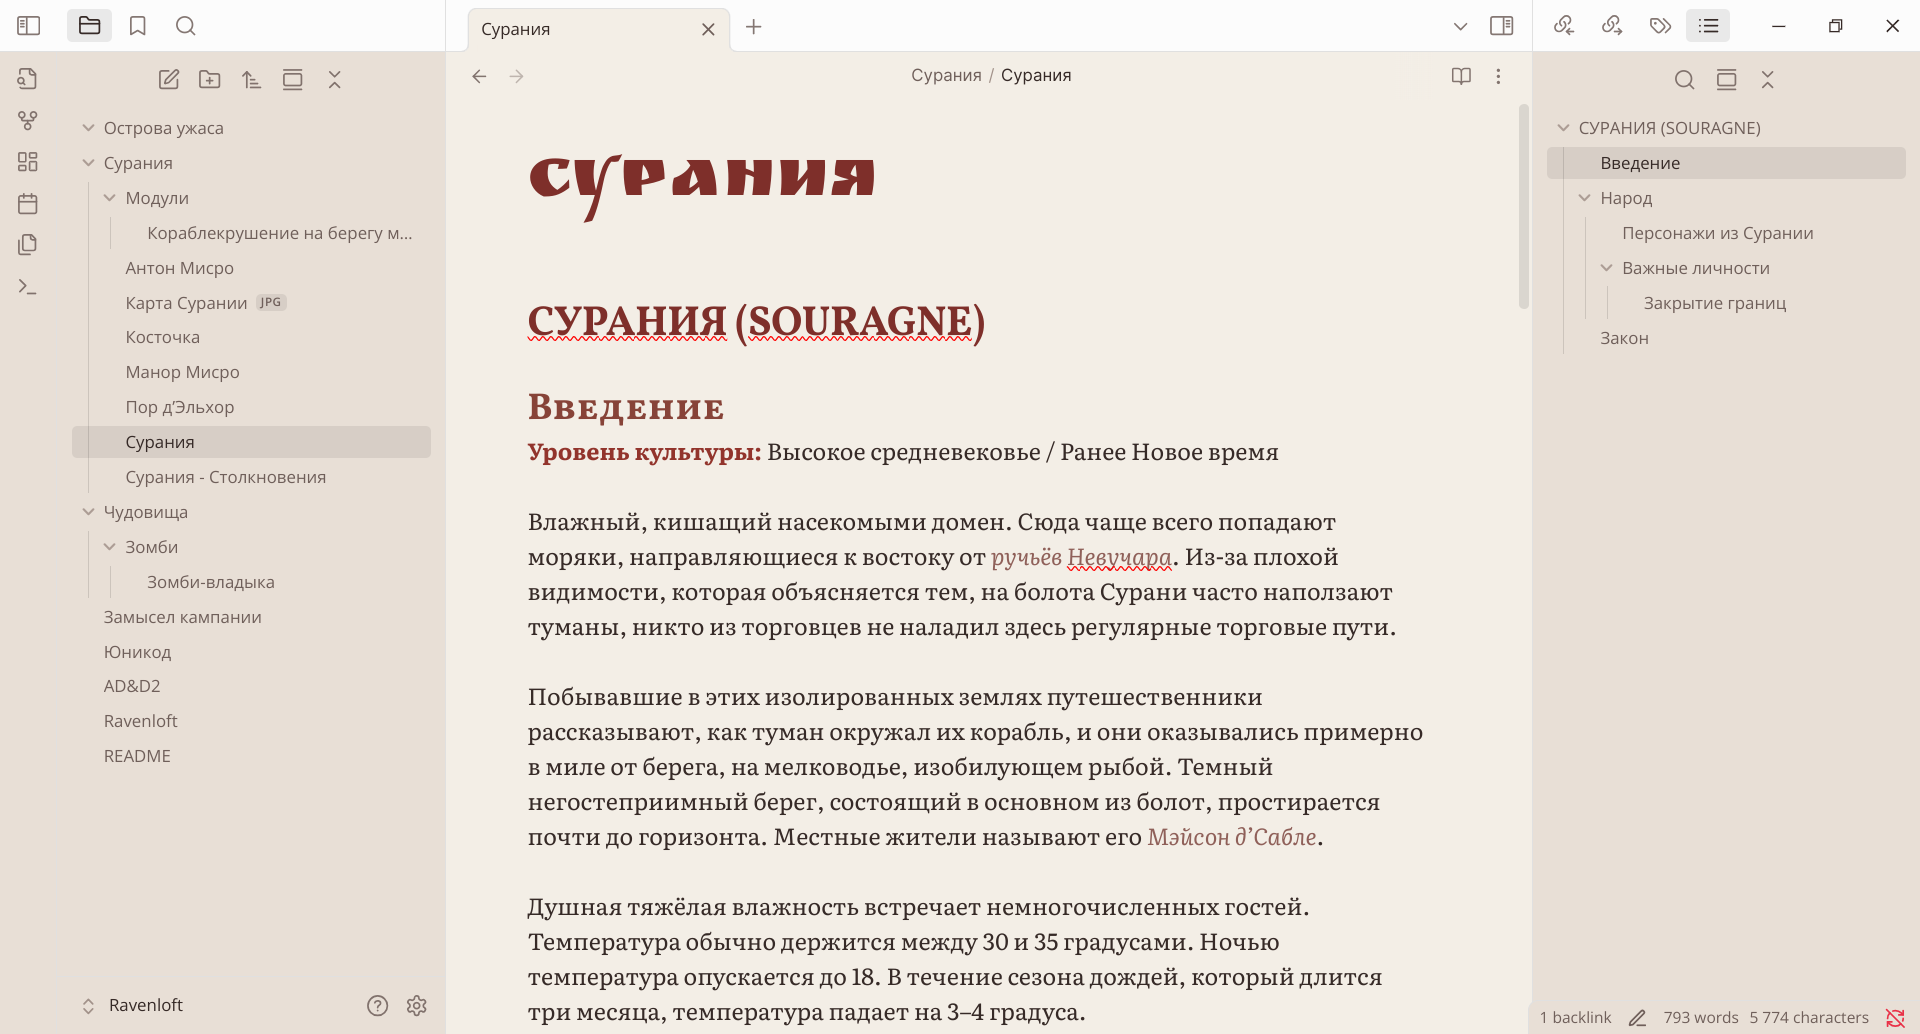 Сурания
Сурания / Сурания
Острова ужаса
Сурания
Модули
Кораблекрушение на берегу м...
Антон Мисро
Карта Сурании JPG
Косточка
Манор Мисро
Пор д'Эльхор
Сурания
Сурания - Столкновения
Чудовища
Зомби
Зомби-владыка
Замысел кампании
Юникод
AD&D2
Ravenloft
README
Ravenloft
сурания
СУРАНИЯ (SOURAGNE)
Введение
Уровень культуры: Высокое средневековье / Ранее Новое время
Влажный, кишащий насекомыми домен. Сюда чаще всего попадают
моряки, направляющиеся к востоку от ручьёв Невучара. Из-за плохой
видимости, которая объясняется тем, на болота Сурани часто наползают
туманы, никто из торговцев не наладил здесь регулярные торговые пути.
Побывавшие в этих изолированных землях путешественники
рассказывают, как туман окружал их корабль, и они оказывались примерно
в миле от берега, на мелководье, изобилующем рыбой. Темный
негостеприимный берег, состоящий в основном из болот, простирается
почти до горизонта. Местные жители называют его Мэйсон д’Сабле.
Душная тяжёлая влажность встречает немногочисленных гостей.
Температура обычно держится между 30 и 35 градусами. Ночью
температура опускается до 18. В течение сезона дождей, который длится
три месяца, температура падает на 3–4 градуса.
СУРАНИЯ (SOURAGNE)
Введение
Народ
Персонажи из Сурании
Важные личности
Закрытие границ
Закон
1 backlink 793 words 5 774 characters